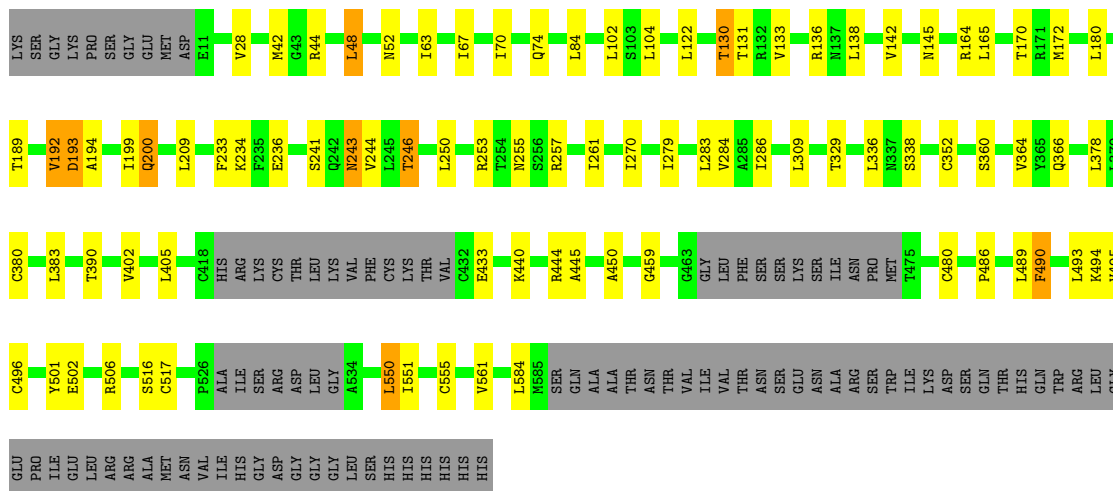 LYS SER GLY LYS PRO SER GLY GLU MET ASP E11 V28 M42 G43 R44 L48 N52 I63 I67 I70 Q74 L84 L102 S103 L104 L122 T130 T131 R132 V133 R136 N137 L138 V142 N145 R164 L165 T170 R171 M172 L180
T189 V192 D193 A194 I199 Q200 L209 F233 K234 F235 E236 S241 Q242 N243 V244 L245 T246 L250 R253 T254 N255 S256 R257 I261 I270 I279 L283 V284 A285 I286 L309 T329 L336 N337 S338 C352 S360 V364 Y365 Q366 L378
C380 L383 T390 V402 L405 C418 HIS ARG LYS CYS THR LEU LYS VAL PHE CYS LYS THR VAL C432 E433 K440 R444 A445 A450 G459 G463 GLY LEU PHE SER SER LYS SER ILE ASN PRO MET T475 C480 P486 L489 F490 L493 K494
C496 Y501 E502 R506 S516 C517 P526 ALA ILE SER ARG ASP LEU GLY A534 L550 I551 C555 V561 L584 M585 SER GLN ALA ALA THR ASN THR VAL ILE VAL THR ASN SER GLU ASN ALA ARG SER TRP ILE LYS ASP SER GLN THR HIS GLN TRP ARG LEU
GLU PRO ILE GLU LEU ARG ARG ALA MET ASN VAL ILE HIS GLY ASP GLY GLY GLY LEU SER HIS HIS HIS HIS HIS HIS